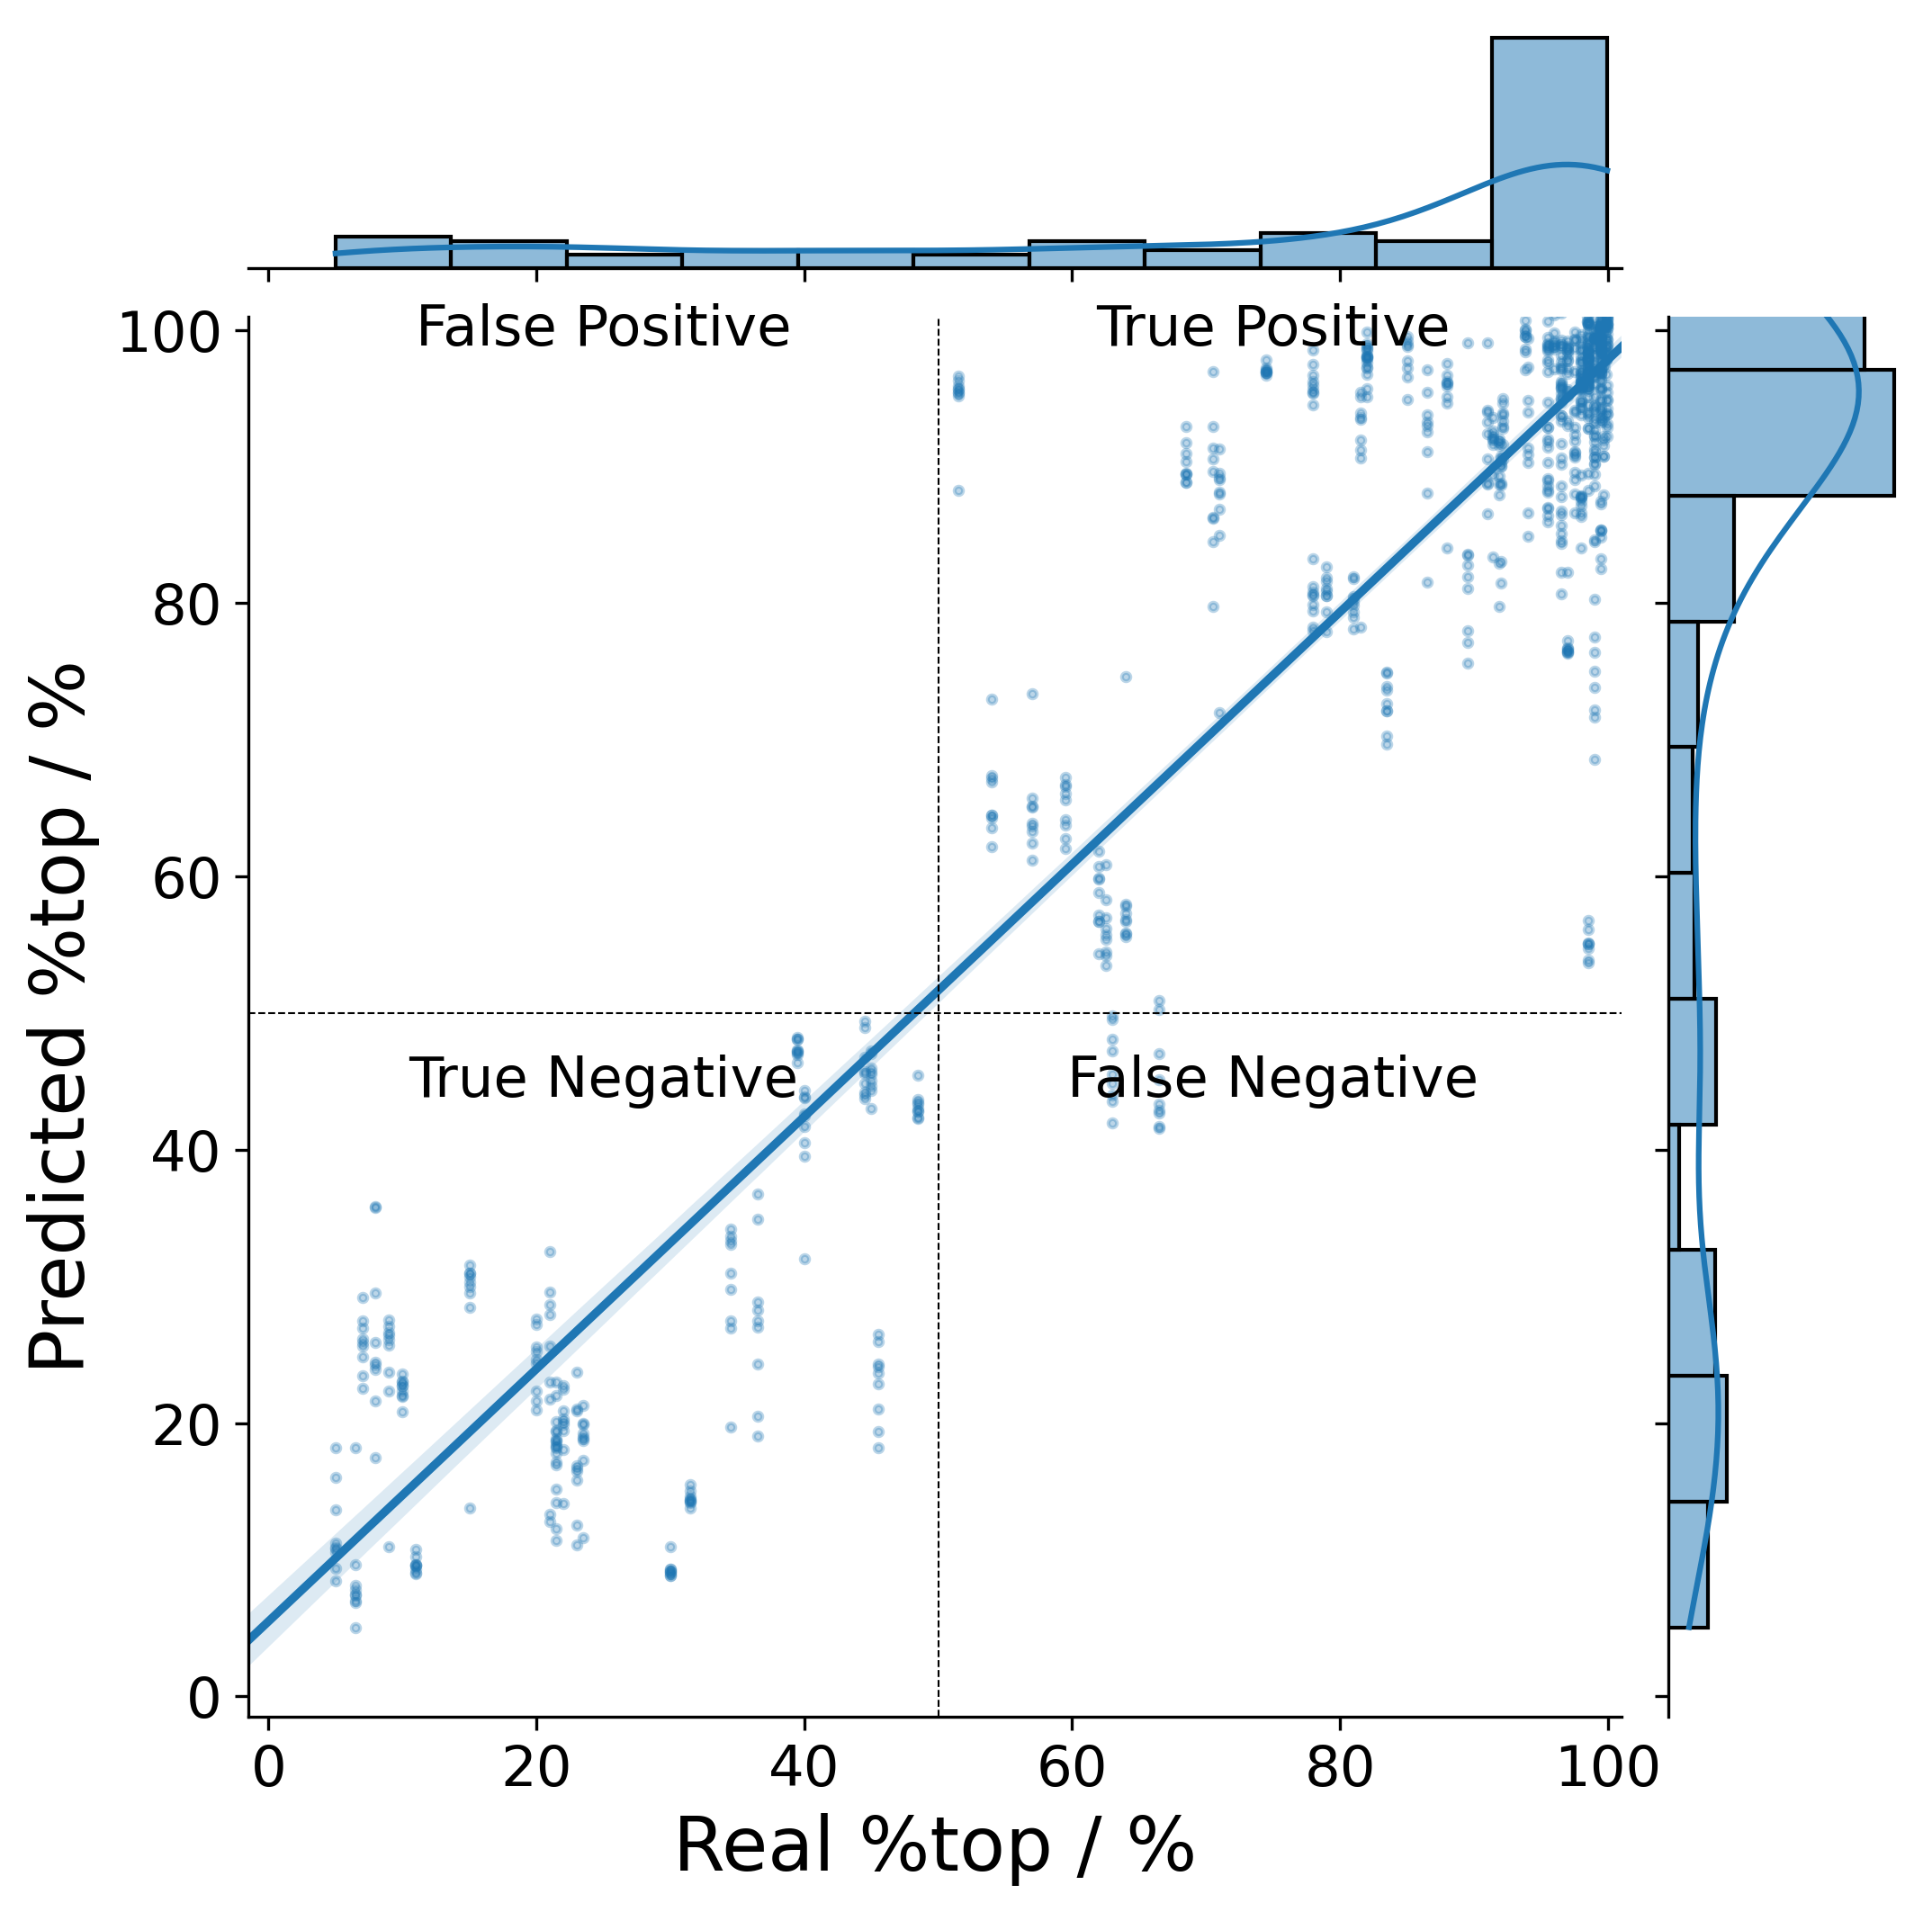 False Positive
True Positive
100
80
60
40
20
0
True Negative
False Negative
Predicted %top / %
0
20
40
60
80
100
Real %top / %